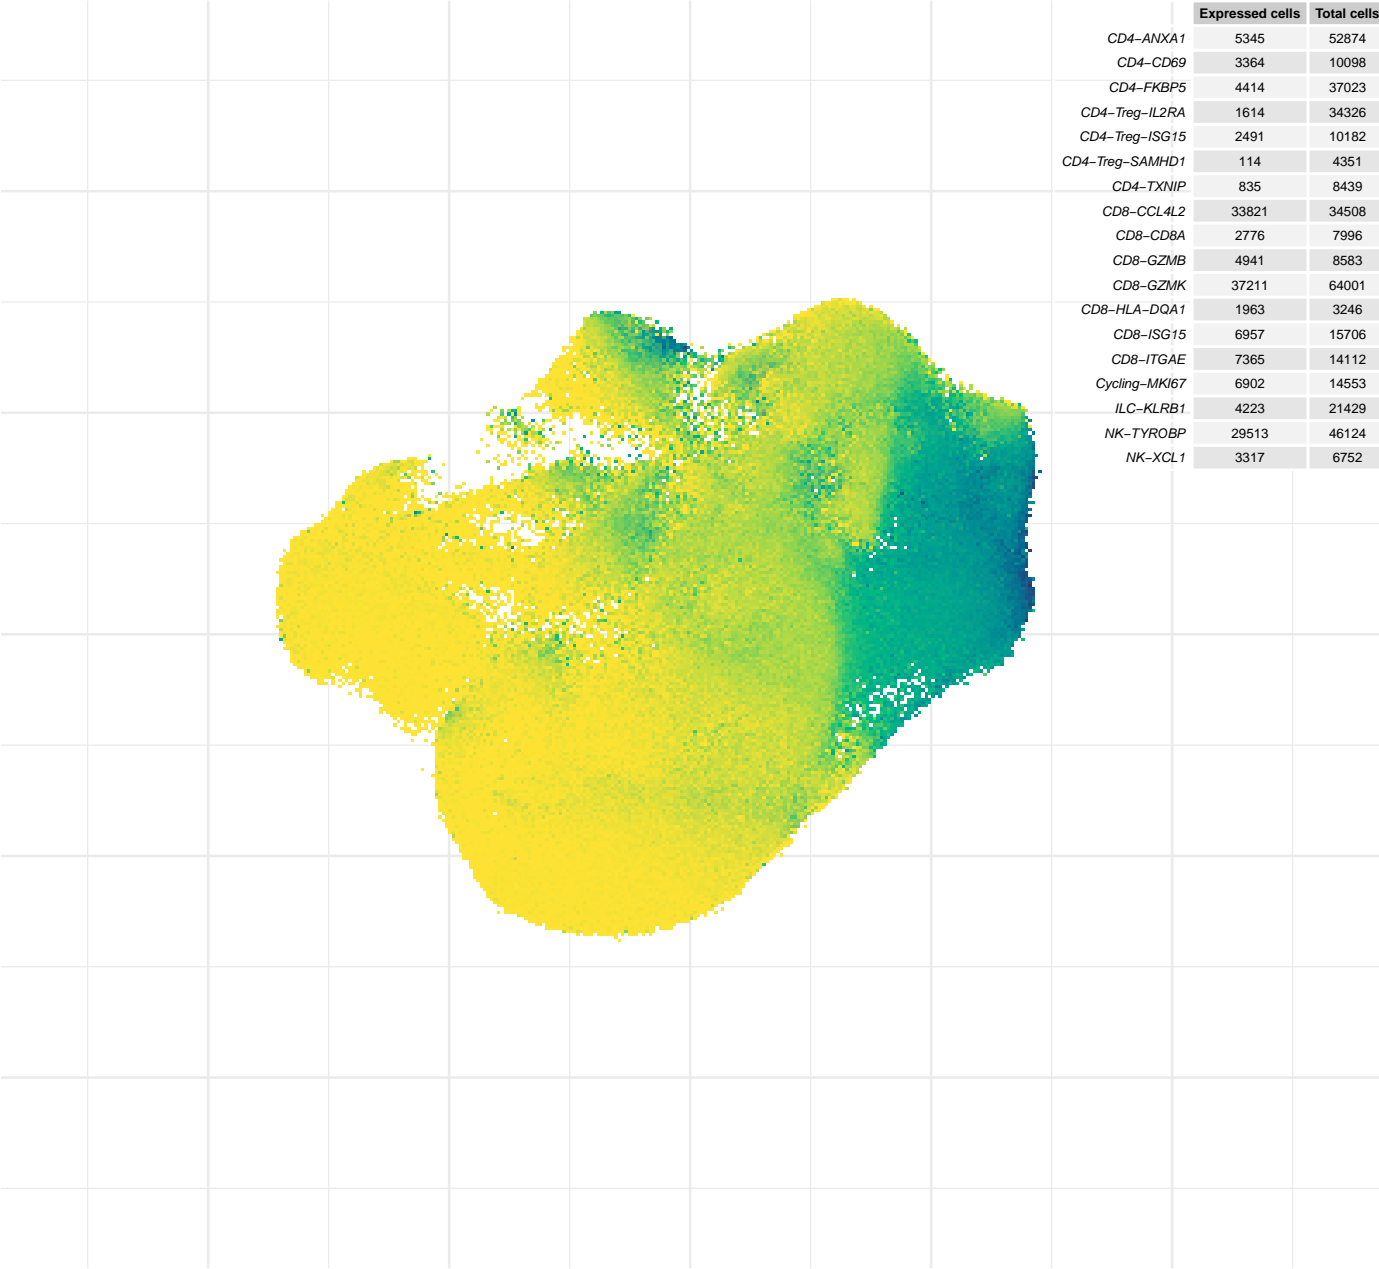 Expressed cells Total cells
CD4−ANXA1 5345 52874
CD4−CD69 3364 10098
CD4−FKBP5 4414 37023
CD4−Treg−IL2RA 1614 34326
CD4−Treg−ISG15 2491 10182
CD4−Treg−SAMHD1 114 4351
CD4−TXNIP 835 8439
CD8−CCL4L2 33821 34508
CD8−CD8A 2776 7996
CD8−GZMB 4941 8583
CD8−GZMK 37211 64001
CD8−HLA−DQA1 1963 3246
CD8−ISG15 6957 15706
CD8−ITGAE 7365 14112
Cycling−MKI67 6902 14553
ILC−KLRB1 4223 21429
NK−TYROBP 29513 46124
NK−XCL1 3317 6752